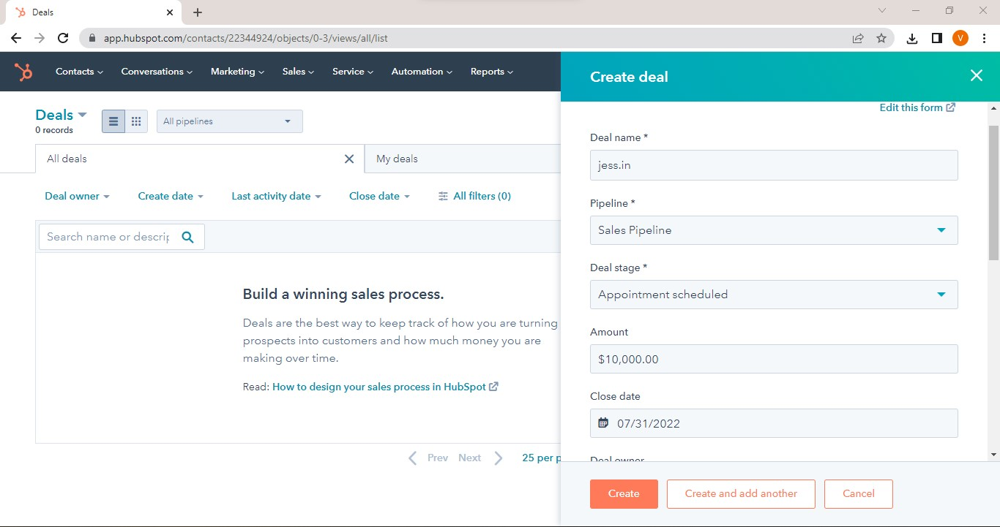 Deals
app.hubspot.com/contacts/22344924/objects/0-3/views/all/list
V
Contacts
Conversations
Marketing
Sales
Service
Automation
Reports
Deals
0 records
All pipelines
All deals
My deals
Deal owner
Create date
Last activity date
Close date
All filters (0)
Search name or descrip
Build a winning sales process.
Deals are the best way to keep track of how you are turning
prospects into customers and how much money you are
making over time.
Read: How to design your sales process in HubSpot
Prev
Next
25 per p
Create deal
Edit this form
Deal name *
jess.in
Pipeline *
Sales Pipeline
Deal stage *
Appointment scheduled
Amount
$10,000.00
Close date
07/31/2022
Deal owner
Create
Create and add another
Cancel